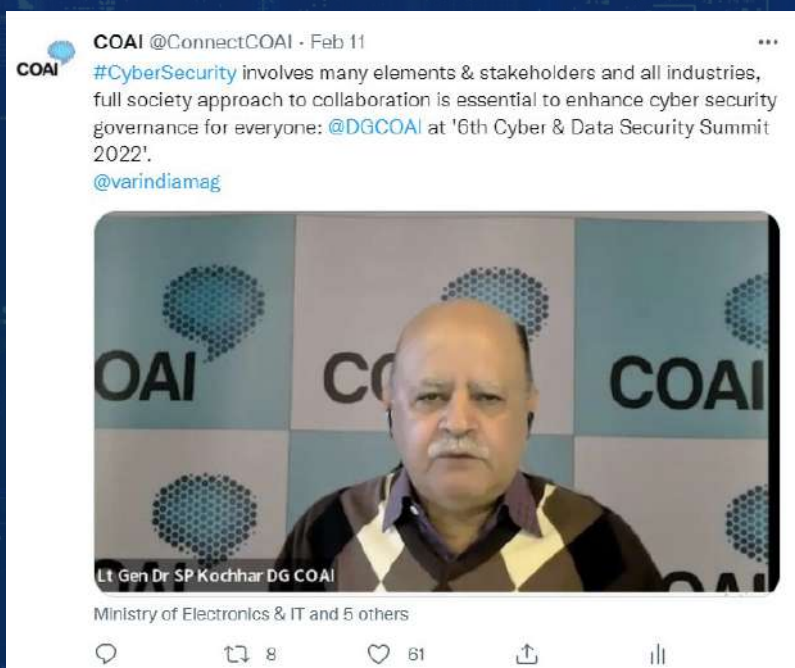 COAI @ConnectCOAI · Feb 11
COAI
#CyberSecurity involves many elements & stakeholders and all industries,
full society approach to collaboration is essential to enhance cyber security
governance for everyone: @DGCOAI at '6th Cyber & Data Security Summit
2022'.
@varindiamag
OAI
CO
COAI
Lt Gen Dr SP Kochhar DG COAI
OAI
Ministry of Electronics & IT and 5 others
8
61